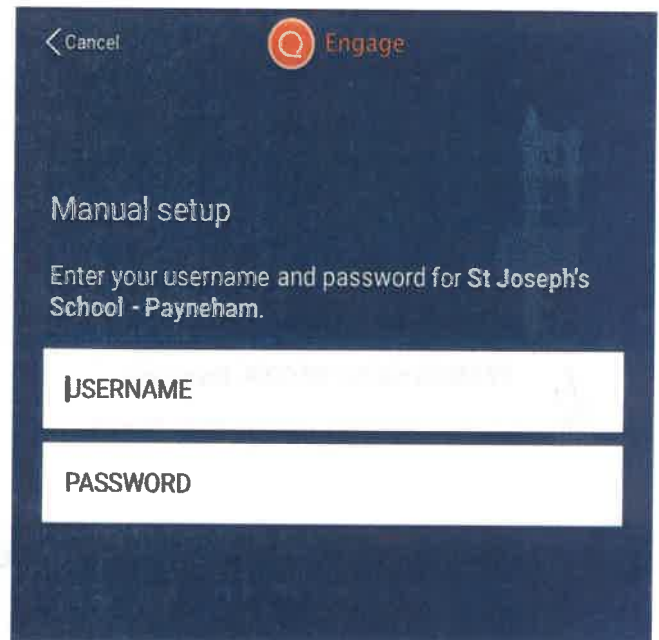 Cancel
Engage
Manual setup
Enter your username and password for St Joseph's
School - Payneham.
USERNAME
PASSWORD